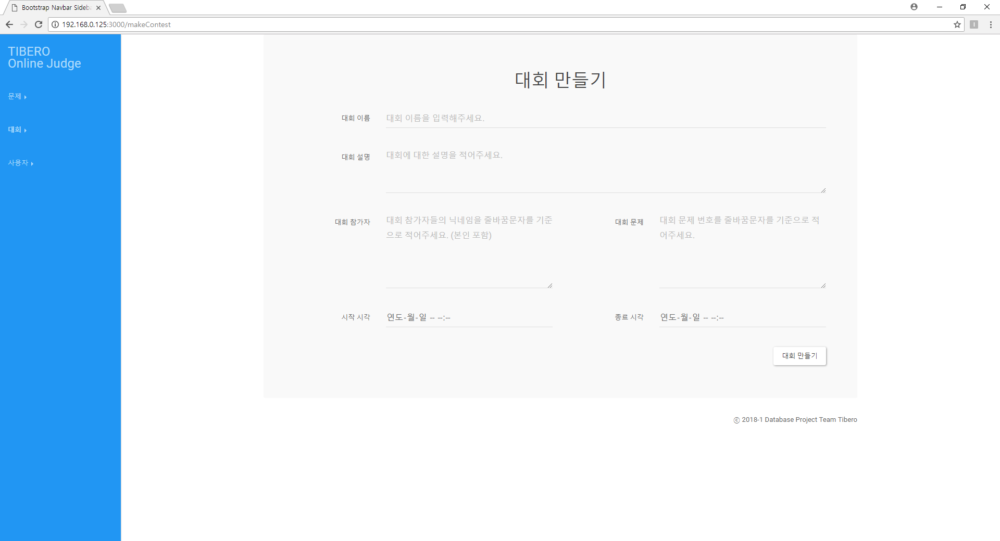 Bootstrap Navbar Sideb
192.168.0.125:3000/makeContest
TIBERO
Online Judge
문제
대회
사용자
대회 만들기
대회 이름
대회 이름을 입력해주세요.
대회 설명
대회에 대한 설명을 적어주세요.
대회 참가자
대회 참가자들의 닉네임을 줄바꿈문자를 기준
으로 적어주세요. (본인 포함)
대회 문제
대회 문제 번호를 줄바꿈문자를 기준으로 적
어주세요.
시작 시각
연도-월-일 -- --:--
종료 시각
연도-월-일 -- --:--
대회 만들기
ⓒ 2018-1 Database Project Team Tibero